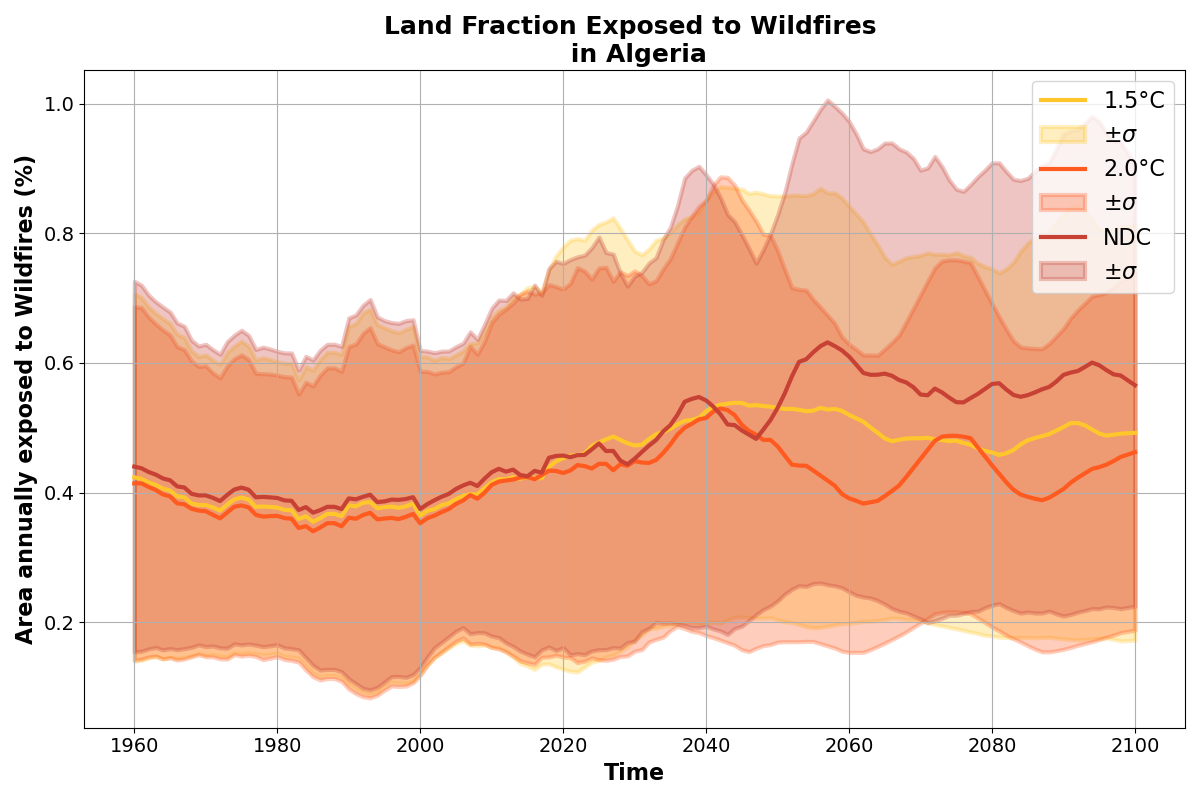 Land Fraction Exposed to Wildfires
in Algeria
Area annually exposed to Wildfires (%)
1.0
0.8
0.6
0.4
0.2
1960 1980 2000 2020 2040 2060 2080 2100
Time
1.5°C
±σ
2.0°C
±σ
NDC
±σ